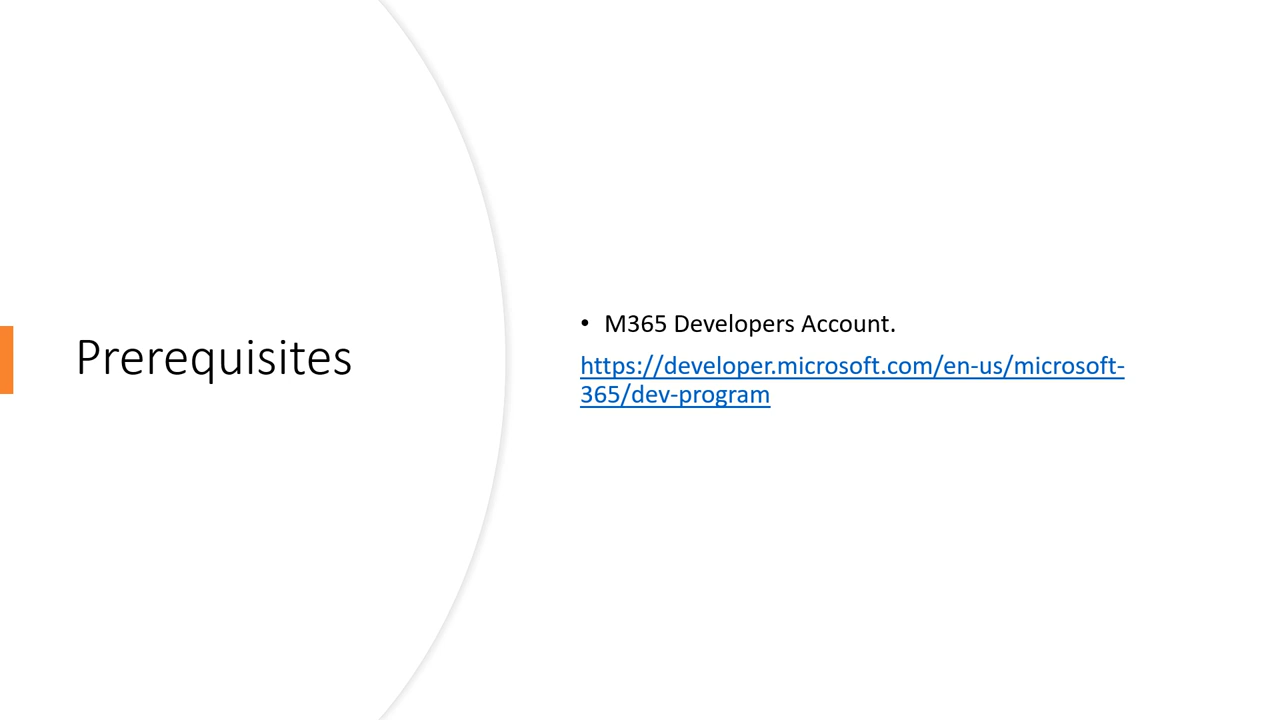 Prerequisites
• M365 Developers Account.
https://developer.microsoft.com/en-us/microsoft-
365/dev-program